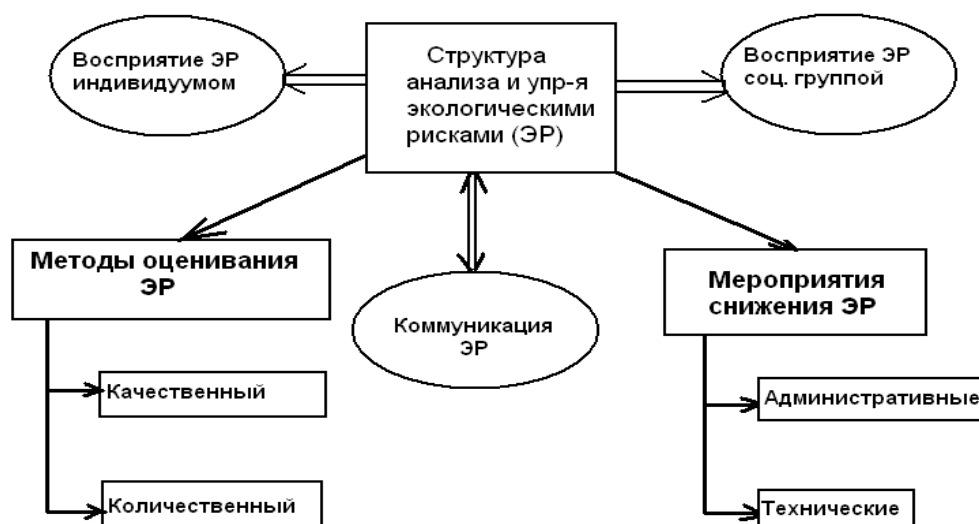 Восприятие ЭР
индивидуумом
Структура
анализа и упр-я
экологическими
рисками (ЭР)
Восприятие ЭР
соц. группой
Методы оценивания
ЭР
Коммуникация
ЭР
Мероприятия
снижения ЭР
Качественный
Количественный
Административные
Технические